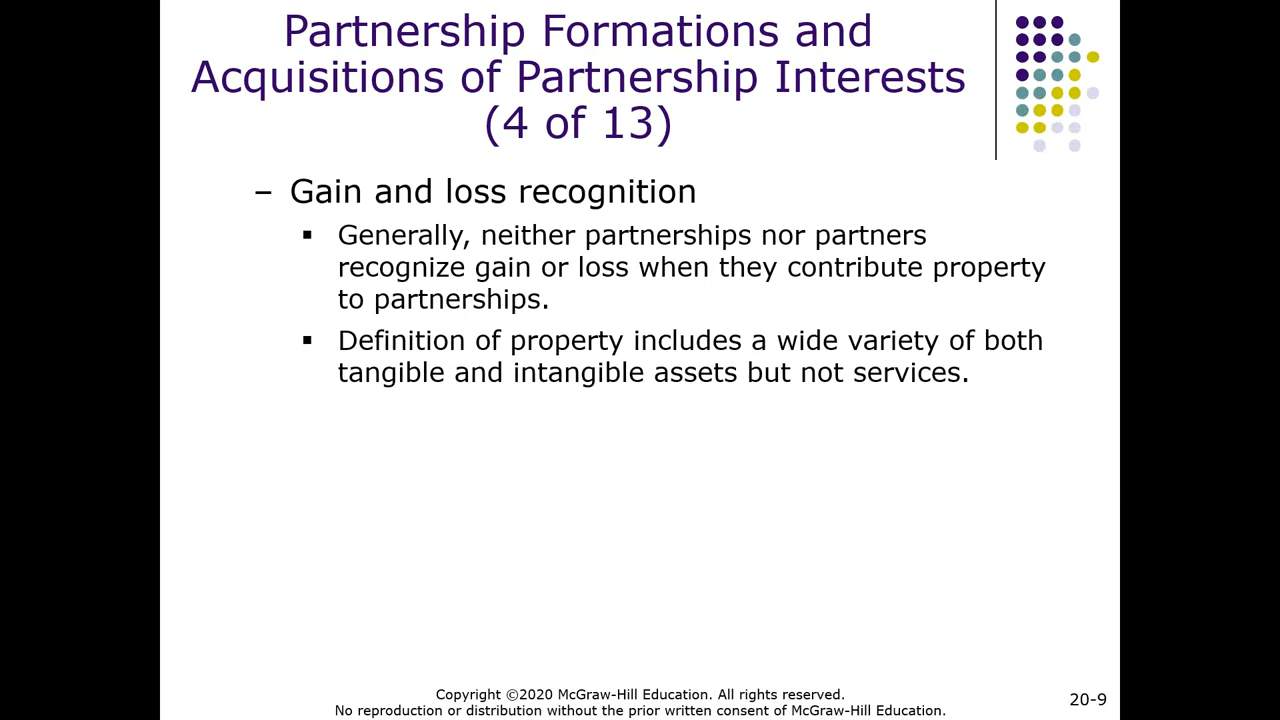 Partnership Formations and
Acquisitions of Partnership Interests
(4 of 13)
– Gain and loss recognition
▪ Generally, neither partnerships nor partners
recognize gain or loss when they contribute property
to partnerships.
▪ Definition of property includes a wide variety of both
tangible and intangible assets but not services.
Copyright ©2020 McGraw-Hill Education. All rights reserved.
No reproduction or distribution without the prior written consent of McGraw-Hill Education.
20-9